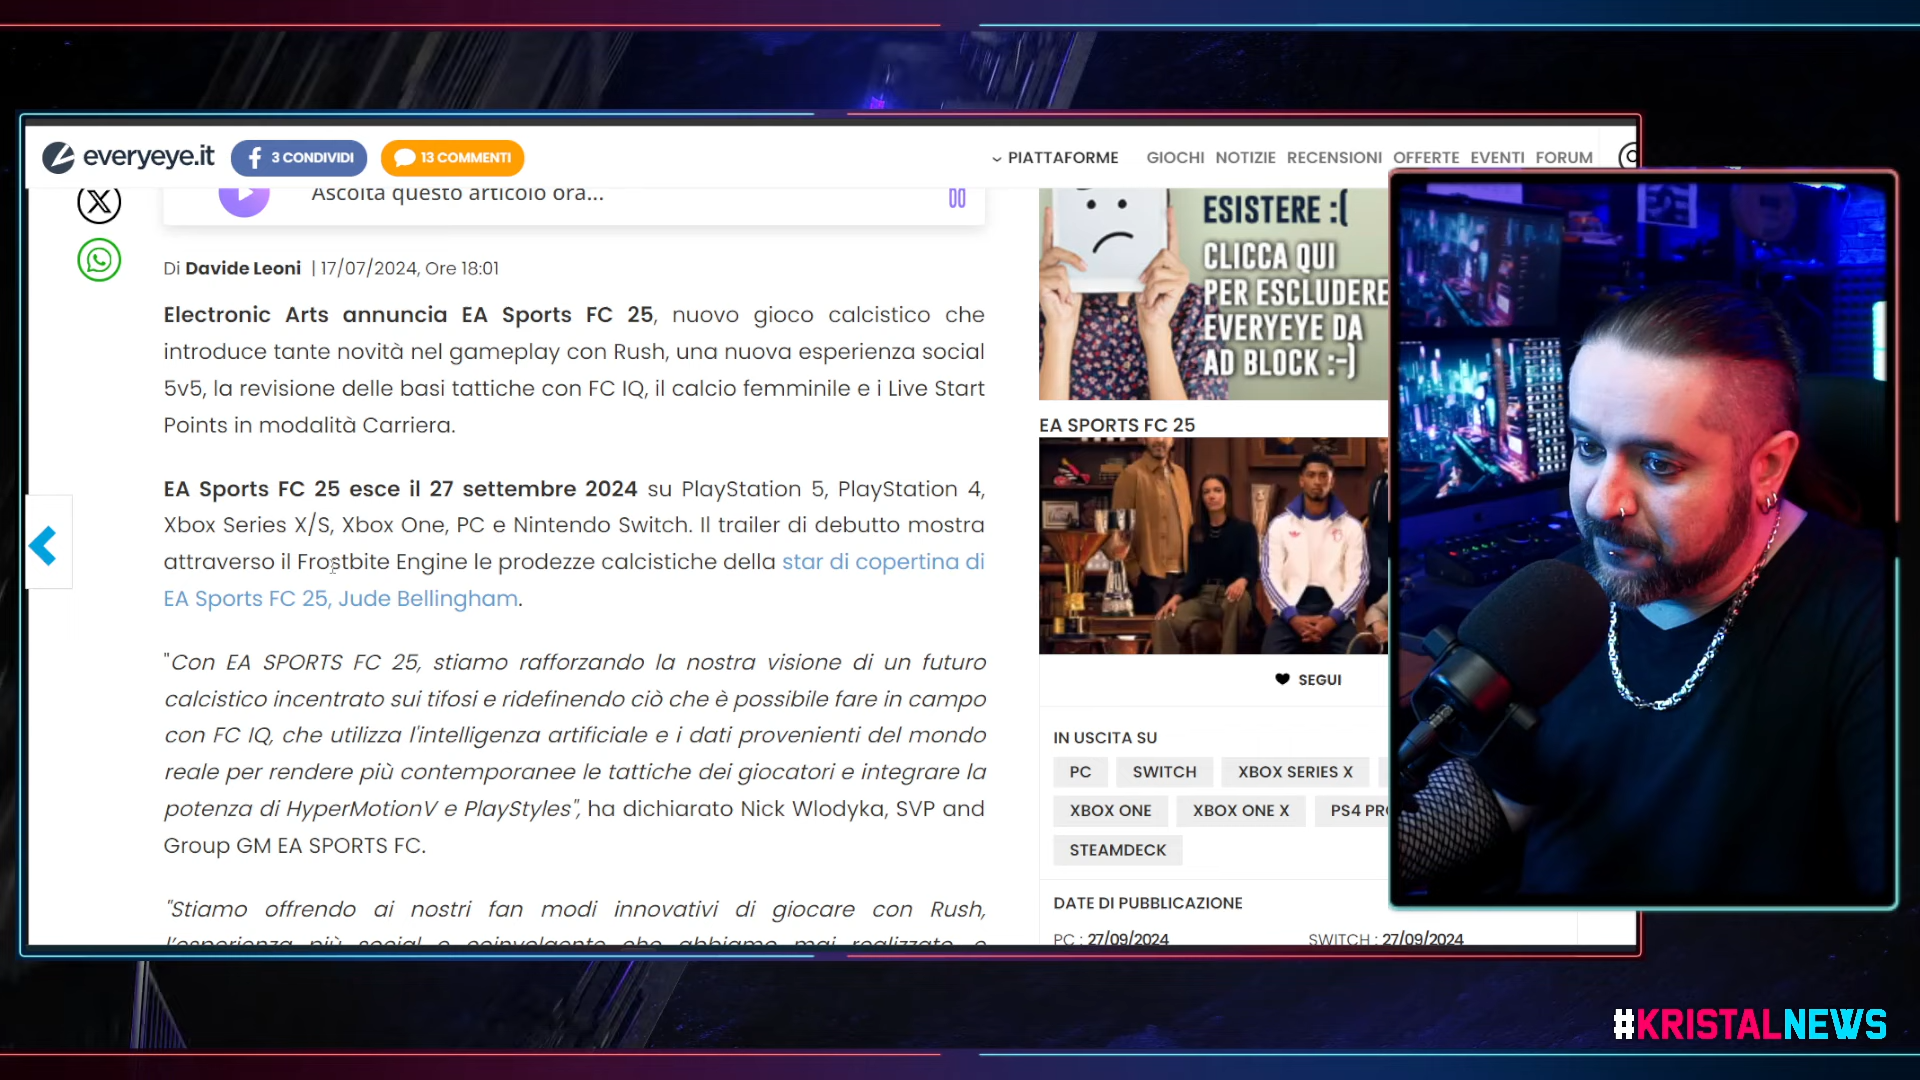 everyeye.it
3 CONDIVIDI
13 COMMENTI
PIATTAFORME
GIOCHI NOTIZIE RECENSIONI OFFERTE EVENTI FORUM
Ascolta questo articolo ora...
Di Davide Leoni | 17/07/2024, Ore 18:01
Electronic Arts annuncia EA Sports FC 25, nuovo gioco calcistico che
introduce tante novità nel gameplay con Rush, una nuova esperienza social
5v5, la revisione delle basi tattiche con FC IQ, il calcio femminile e i Live Start
Points in modalità Carriera.
EA Sports FC 25 esce il 27 settembre 2024 su PlayStation 5, PlayStation 4,
Xbox Series X/S, Xbox One, PC e Nintendo Switch. Il trailer di debutto mostra
attraverso il Frostbite Engine le prodezze calcistiche della star di copertina di
EA Sports FC 25, Jude Bellingham.
"Con EA SPORTS FC 25, stiamo rafforzando la nostra visione di un futuro
calcistico incentrato sui tifosi e ridefinendo ciò che è possibile fare in campo
con FC IQ, che utilizza l'intelligenza artificiale e i dati provenienti del mondo
reale per rendere più contemporanee le tattiche dei giocatori e integrare la
potenza di HyperMotionV e PlayStyles", ha dichiarato Nick Wlodyka, SVP and
Group GM EA SPORTS FC.
"Stiamo offrendo ai nostri fan modi innovativi di giocare con Rush,
l'esperienza più social e coinvolgente che abbiamo mai realizzato, e
ESISTERE :(
CLICCA QUI
PER ESCLUDERE
EVERYEYE DA
AD BLOCK :-)
EA SPORTS FC 25
SEGUI
IN USCITA SU
PC
SWITCH
XBOX SERIES X
XBOX ONE
XBOX ONE X
PS4 PR
STEAMDECK
DATE DI PUBBLICAZIONE
PC : 27/09/2024
SWITCH : 27/09/2024
#KRISTALNEWS